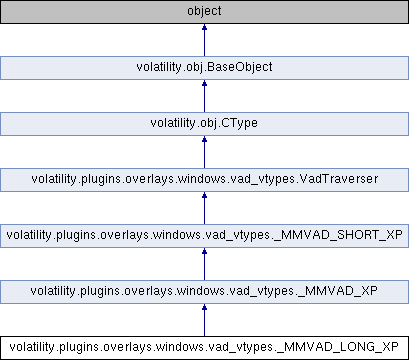 object
volatility.obj.BaseObject
volatility.obj.CType
volatility.plugins.overlays.windows.vad_vtypes.VadTraverser
volatility.plugins.overlays.windows.vad_vtypes._MMVAD_SHORT_XP
volatility.plugins.overlays.windows.vad_vtypes._MMVAD_XP
volatility.plugins.overlays.windows.vad_vtypes._MMVAD_LONG_XP